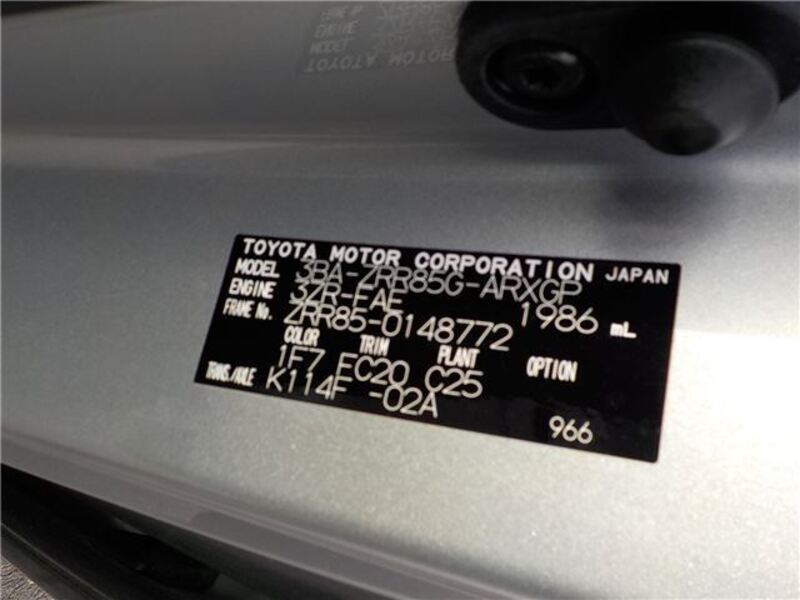 TOYOTA MOTOR CORPORATION JAPAN
MODEL 3BA-ZRR85G-ARXGP
ENGINE 3ZR-FAE 1986 mL
FRAME No. ZRR85-0148772
COLOR TRIM PLANT OPTION
1F7 FC20 C25
TRANS./AXLE K114F -02A
966